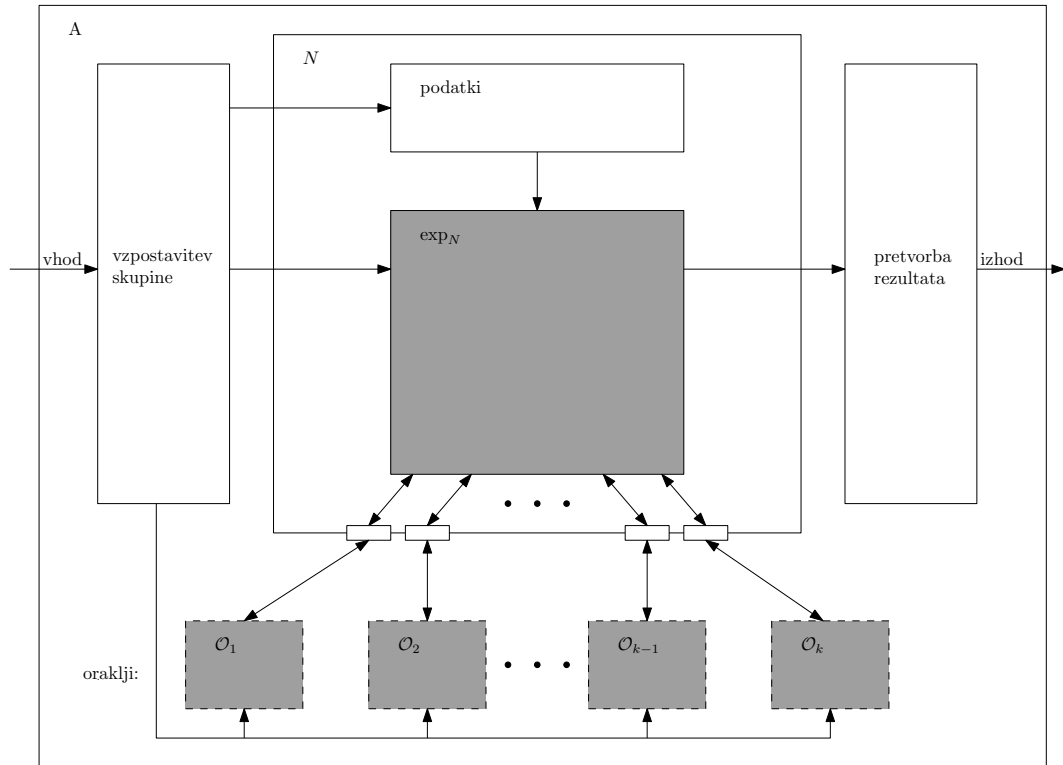 A
N
podatki
exp_N
vhod
vzpostavitev
skupine
pretvorba
rezultata
izhod
𝒪_1
𝒪_2
𝒪_{k−1}
𝒪_k
oraklji: